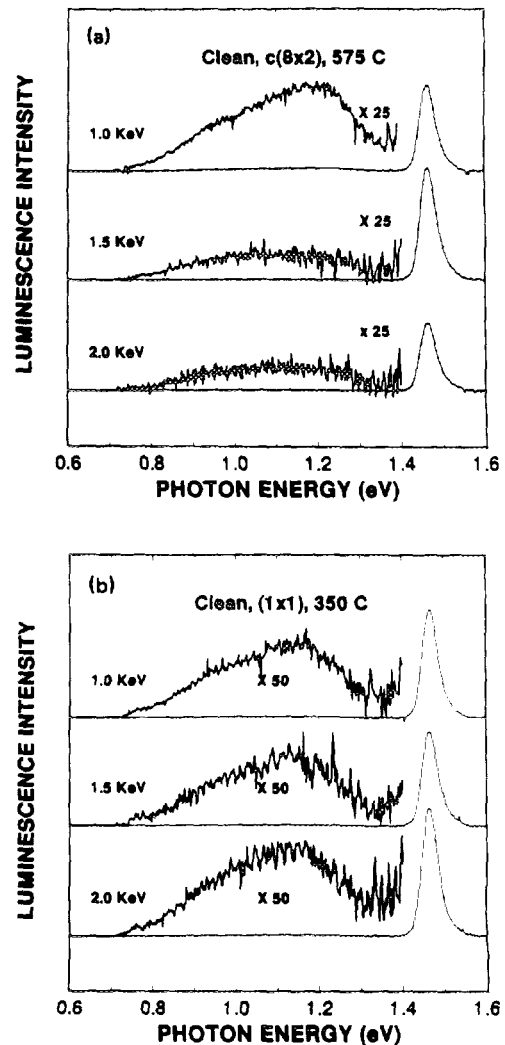 (a)
Clean, c(8x2), 575 C
X 25
1.0 KeV
X 25
1.5 KeV
X 25
2.0 KeV
LUMINESCENCE INTENSITY
0.6 0.8 1.0 1.2 1.4 1.6
PHOTON ENERGY (eV)
(b)
Clean, (1x1), 350 C
1.0 KeV
X 50
1.5 KeV
X 50
2.0 KeV
X 50
LUMINESCENCE INTENSITY
0.6 0.8 1.0 1.2 1.4 1.6
PHOTON ENERGY (eV)